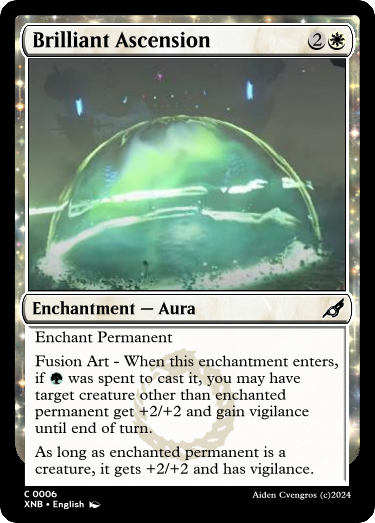 Brilliant Ascension 2
Enchantment — Aura
Enchant Permanent
Fusion Art - When this enchantment enters,
if was spent to cast it, you may have
target creature other than enchanted
permanent get +2/+2 and gain vigilance
until end of turn.
As long as enchanted permanent is a
creature, it gets +2/+2 and has vigilance.
C 0006
XNB • English
Aiden Cvengros (c)2024